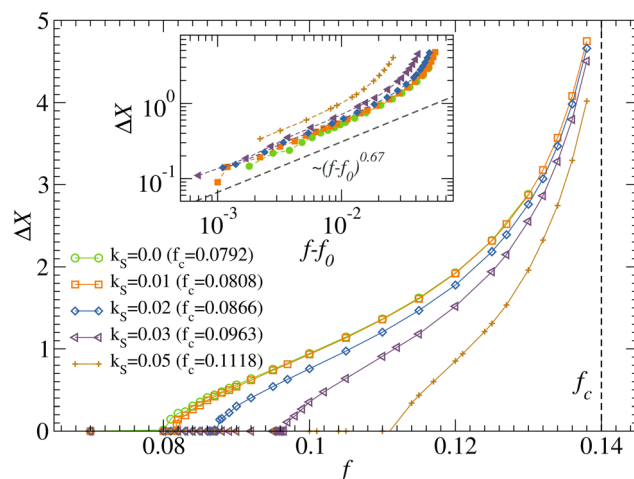 5
4
3
2
1
0
ΔX
0.08
0.1
0.12
0.14
f
f_c
k_S=0.0 (f_c=0.0792)
k_S=0.01 (f_c=0.0808)
k_S=0.02 (f_c=0.0866)
k_S=0.03 (f_c=0.0963)
k_S=0.05 (f_c=0.1118)
10^0
10^-1
ΔX
10^-3
10^-2
f-f_0
~(f-f_0)^0.67